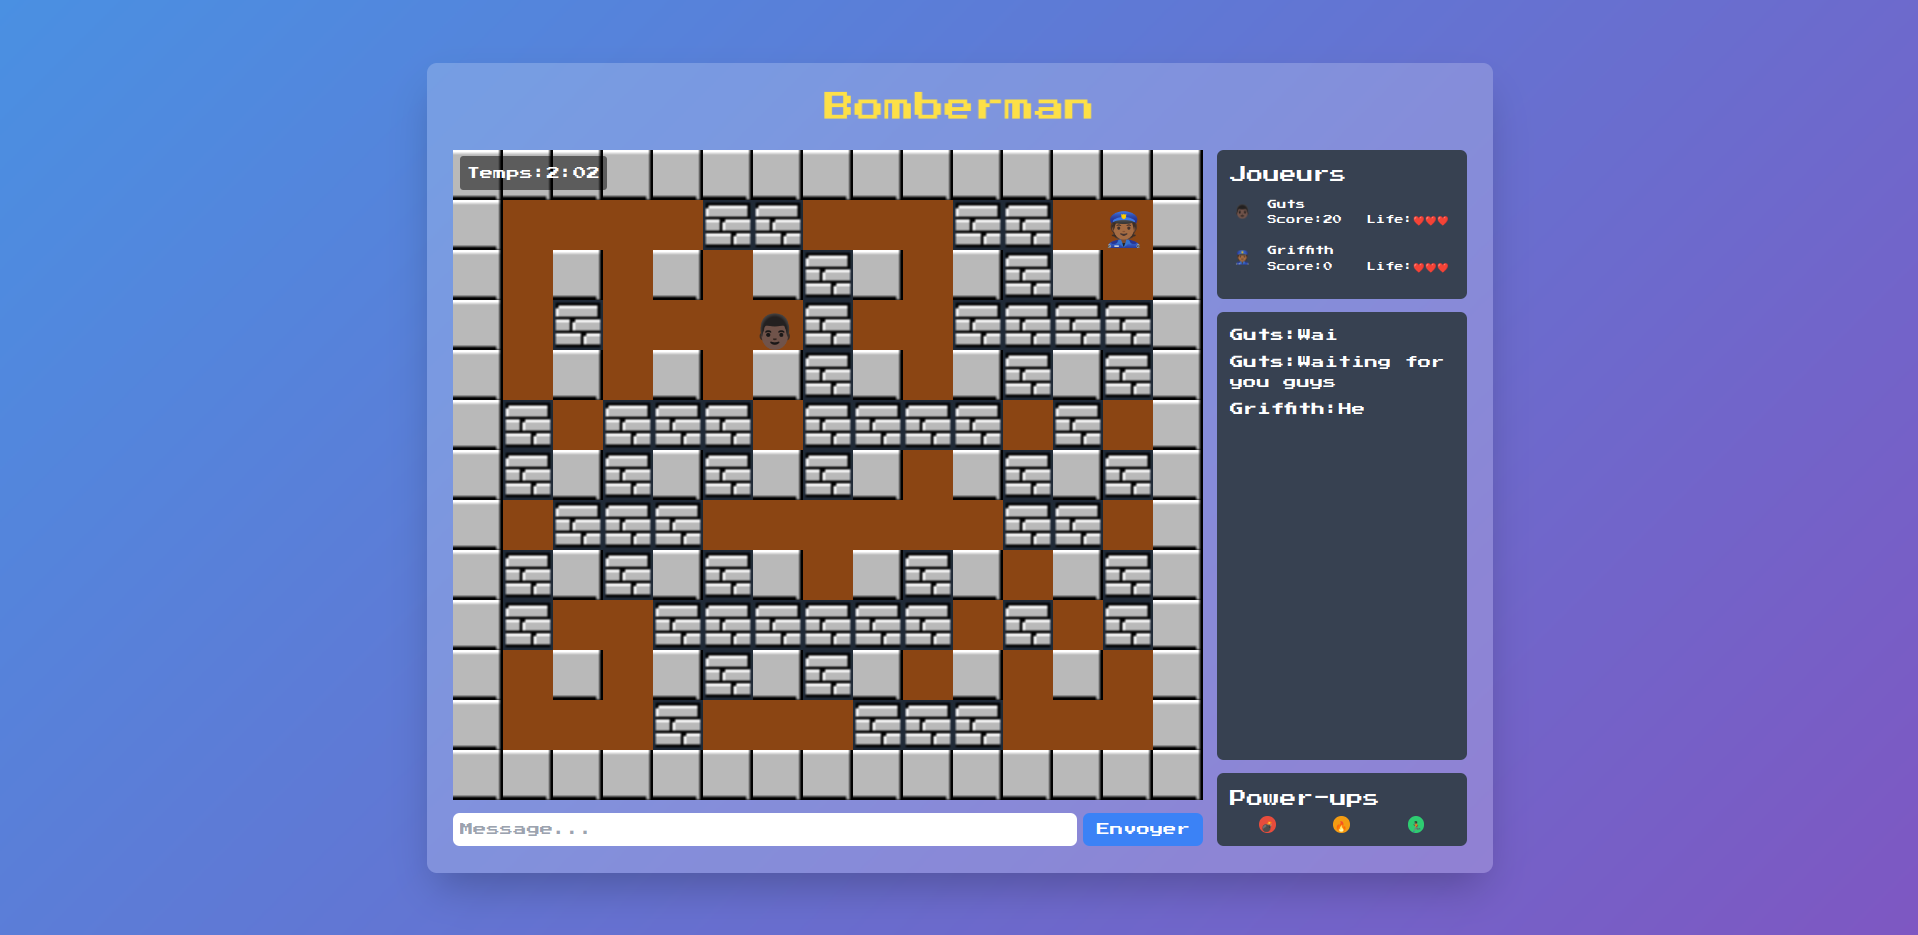 Bomberman
Temps:2:02
Joueurs
Guts
Score:20 Life:
Griffith
Score:0 Life:
Guts:Wai
Guts:Waiting for
you guys
Griffith:He
Power-ups
Message...
Envoyer